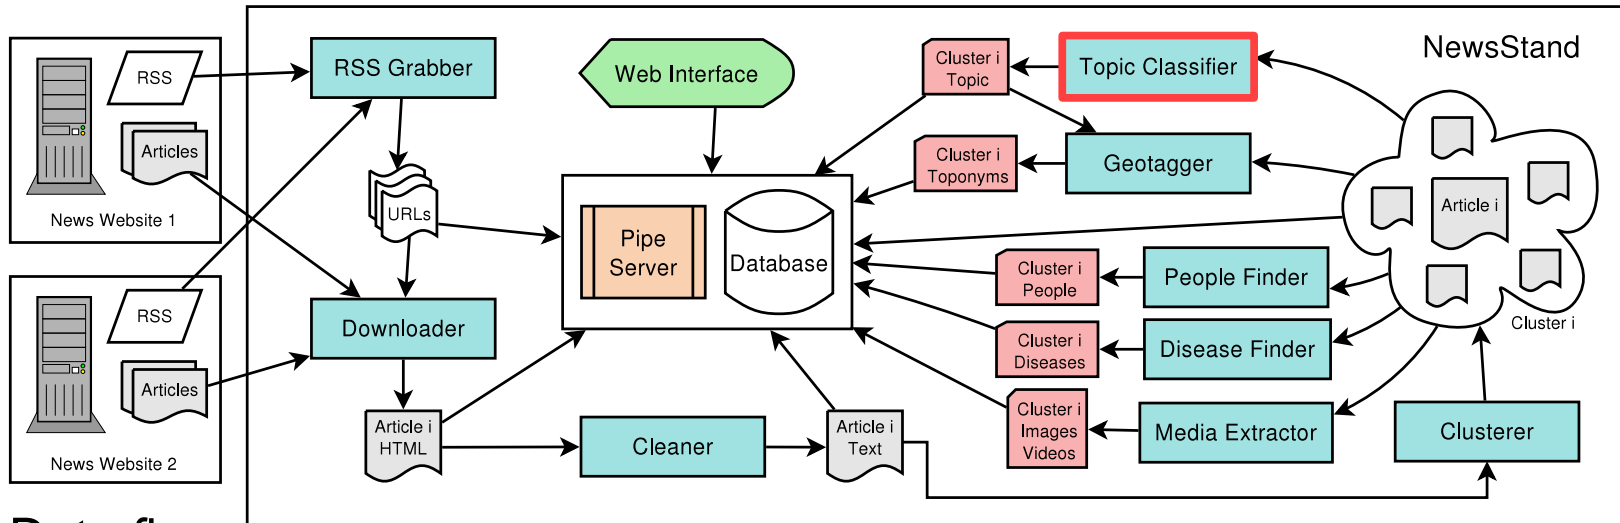 NewsStand
RSS
Articles
News Website 1
RSS
Articles
News Website 2
RSS Grabber
URLs
Downloader
Article i
HTML
Web Interface
Pipe
Server
Database
Cleaner
Article i
Text
Cluster i
Topic
Topic Classifier
Cluster i
Toponyms
Geotagger
Cluster i
People
People Finder
Cluster i
Diseases
Disease Finder
Cluster i
Images
Videos
Media Extractor
Article i
Cluster i
Clusterer